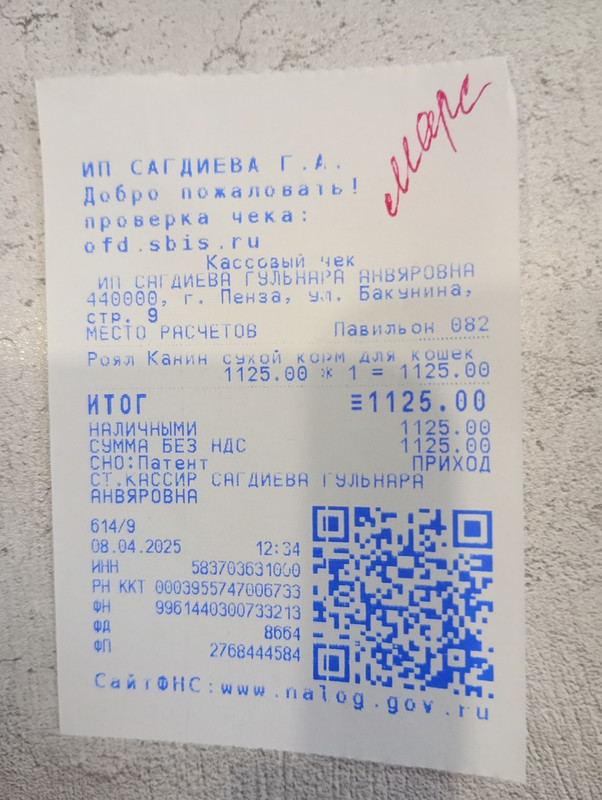 Марс
ИП САГДИЕВА Г.А.
Добро пожаловать!
проверка чека:
ofd.sbis.ru
Кассовый чек
ИП САГДИЕВА ГУЛЬНАРА АНВЯРОВНА
440000, г. Пенза, ул. Бакунина,
стр. 9
МЕСТО РАСЧЕТОВ Павильон 082
Роял Канин сухой корм для кошек
1125.00 * 1 = 1125.00
ИТОГ ≡1125.00
НАЛИЧНЫМИ 1125.00
СУММА БЕЗ НДС 1125.00
СНО:Патент ПРИХОД
СТ.КАССИР САГДИЕВА ГУЛЬНАРА
АНВЯРОВНА
614/9
08.04.2025 12:34
ИНН 583703631000
РН ККТ 0003955747006733
ФН 9961440300733213
ФД 8664
ФП 2768444584
СайтФНС:www.nalog.gov.ru